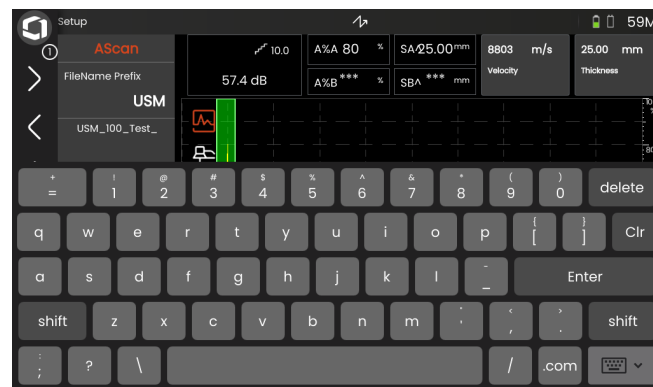 Setup
59M
1
AScan
10.0
A%A 80 %
SA^25.00 mm
8803 m/s
25.00 mm
FileName Prefix
57.4 dB
A%B *** %
SB^ *** mm
Velocity
Thickness
USM
USM_100_Test_
80
+ ! @ # $ % ^ & * ( )
= 1 2 3 4 5 6 7 8 9 0 delete
{ }
q w e r t y u i o p [ ] Clr
a s d f g h j k l - _ Enter
shift z x c v b n m < , > . shift
: ; ? \ / .com